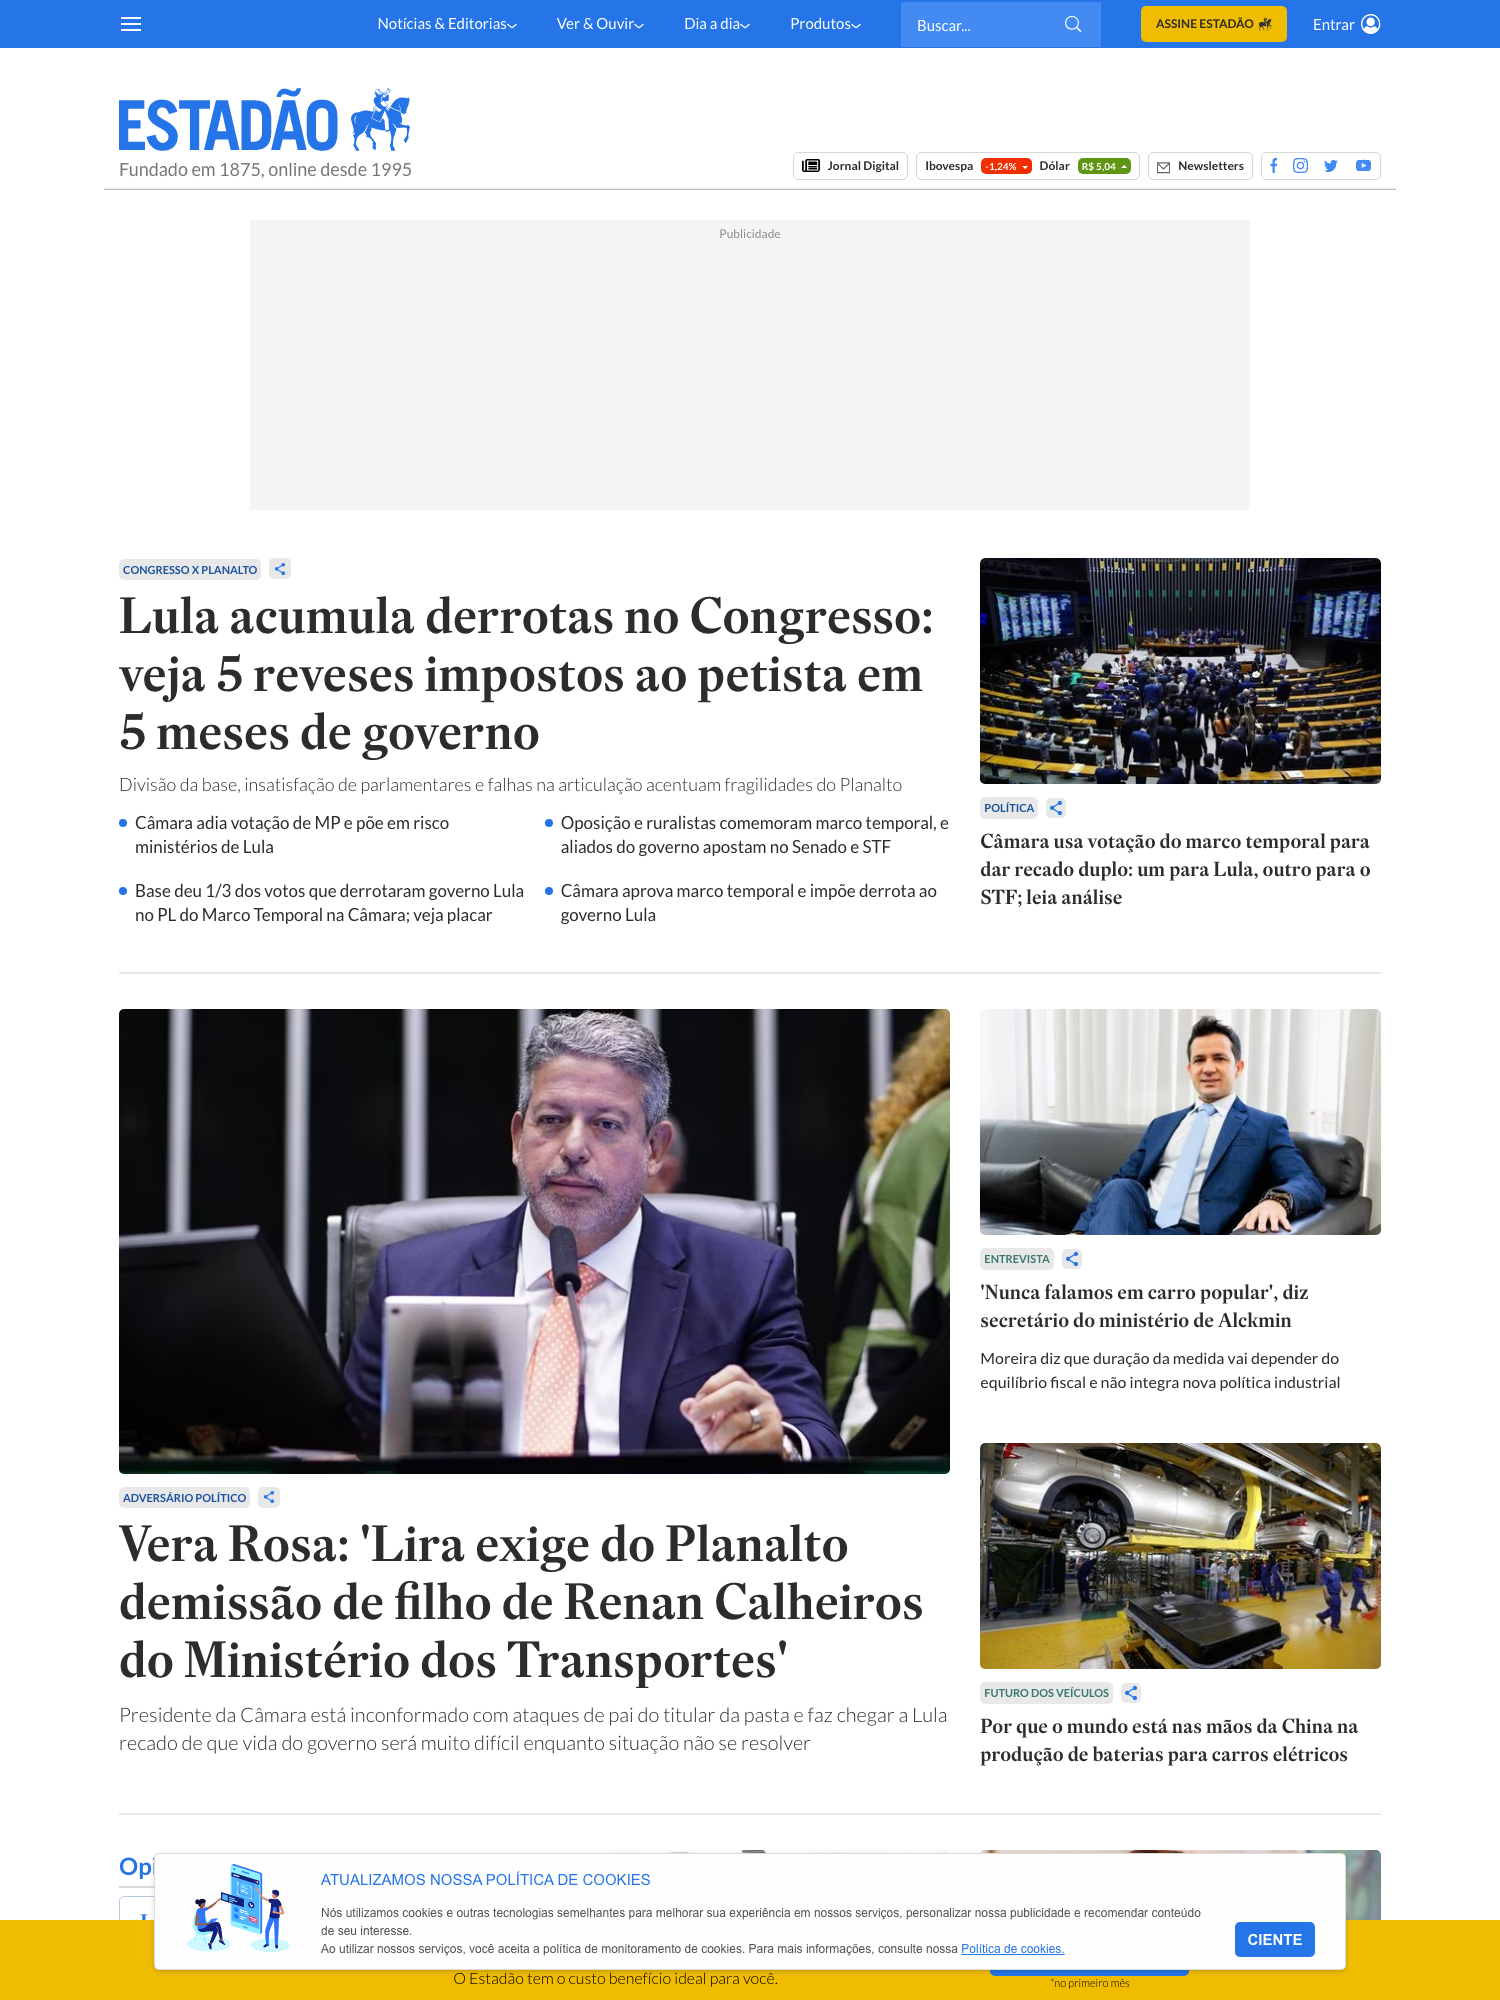 Notícias & Editorias
Ver & Ouvir
Dia a dia
Produtos
Buscar...
ASSINE ESTADÃO
Entrar
ESTADÃO
Fundado em 1875, online desde 1995
Jornal Digital
Ibovespa -1,24% Dólar R$ 5,04
Newsletters
Publicidade
CONGRESSO X PLANALTO
Lula acumula derrotas no Congresso:
veja 5 reveses impostos ao petista em
5 meses de governo
Divisão da base, insatisfação de parlamentares e falhas na articulação acentuam fragilidades do Planalto
Câmara adia votação de MP e põe em risco
ministérios de Lula
Oposição e ruralistas comemoram marco temporal, e
aliados do governo apostam no Senado e STF
Base deu 1/3 dos votos que derrotaram governo Lula
no PL do Marco Temporal na Câmara; veja placar
Câmara aprova marco temporal e impõe derrota ao
governo Lula
POLÍTICA
Câmara usa votação do marco temporal para
dar recado duplo: um para Lula, outro para o
STF; leia análise
ADVERSÁRIO POLÍTICO
Vera Rosa: 'Lira exige do Planalto
demissão de filho de Renan Calheiros
do Ministério dos Transportes'
Presidente da Câmara está inconformado com ataques de pai do titular da pasta e faz chegar a Lula
recado de que vida do governo será muito difícil enquanto situação não se resolver
ENTREVISTA
'Nunca falamos em carro popular', diz
secretário do ministério de Alckmin
Moreira diz que duração da medida vai depender do
equilíbrio fiscal e não integra nova política industrial
FUTURO DOS VEÍCULOS
Por que o mundo está nas mãos da China na
produção de baterias para carros elétricos
ATUALIZAMOS NOSSA POLÍTICA DE COOKIES
Nós utilizamos cookies e outras tecnologias semelhantes para melhorar sua experiência em nossos serviços, personalizar nossa publicidade e recomendar conteúdo
de seu interesse.
Ao utilizar nossos serviços, você aceita a política de monitoramento de cookies. Para mais informações, consulte nossa Política de cookies.
CIENTE
O Estadão tem o custo benefício ideal para você.
*no primeiro mês